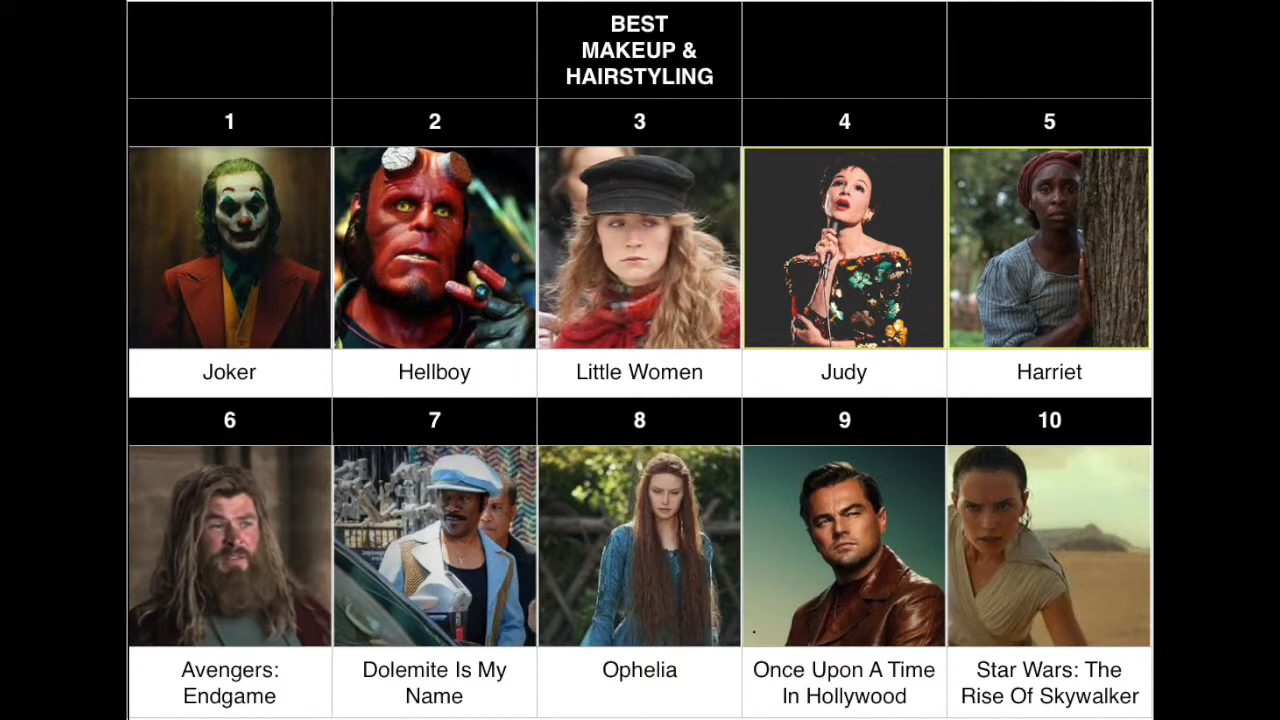 BEST
MAKEUP &
HAIRSTYLING
1
2
3
4
5
Joker
Hellboy
Little Women
Judy
Harriet
6
7
8
9
10
Avengers:
Endgame
Dolemite Is My
Name
Ophelia
Once Upon A Time
In Hollywood
Star Wars: The
Rise Of Skywalker